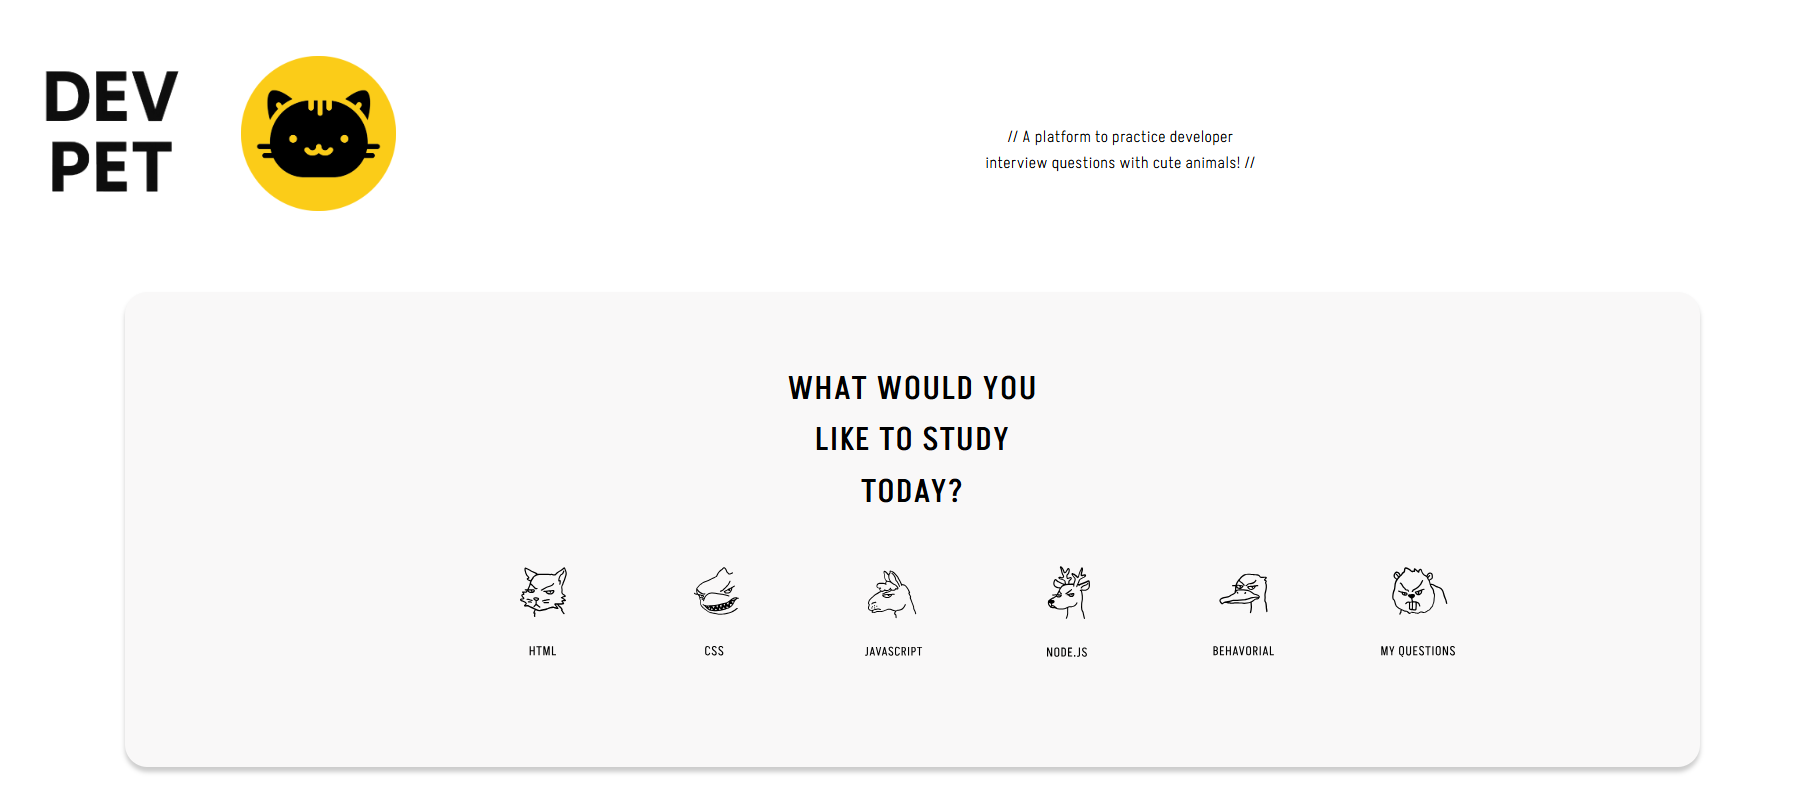 DEV
PET
// A platform to practice developer
interview questions with cute animals! //
WHAT WOULD YOU
LIKE TO STUDY
TODAY?
HTML
CSS
JAVASCRIPT
NODE.JS
BEHAVORIAL
MY QUESTIONS